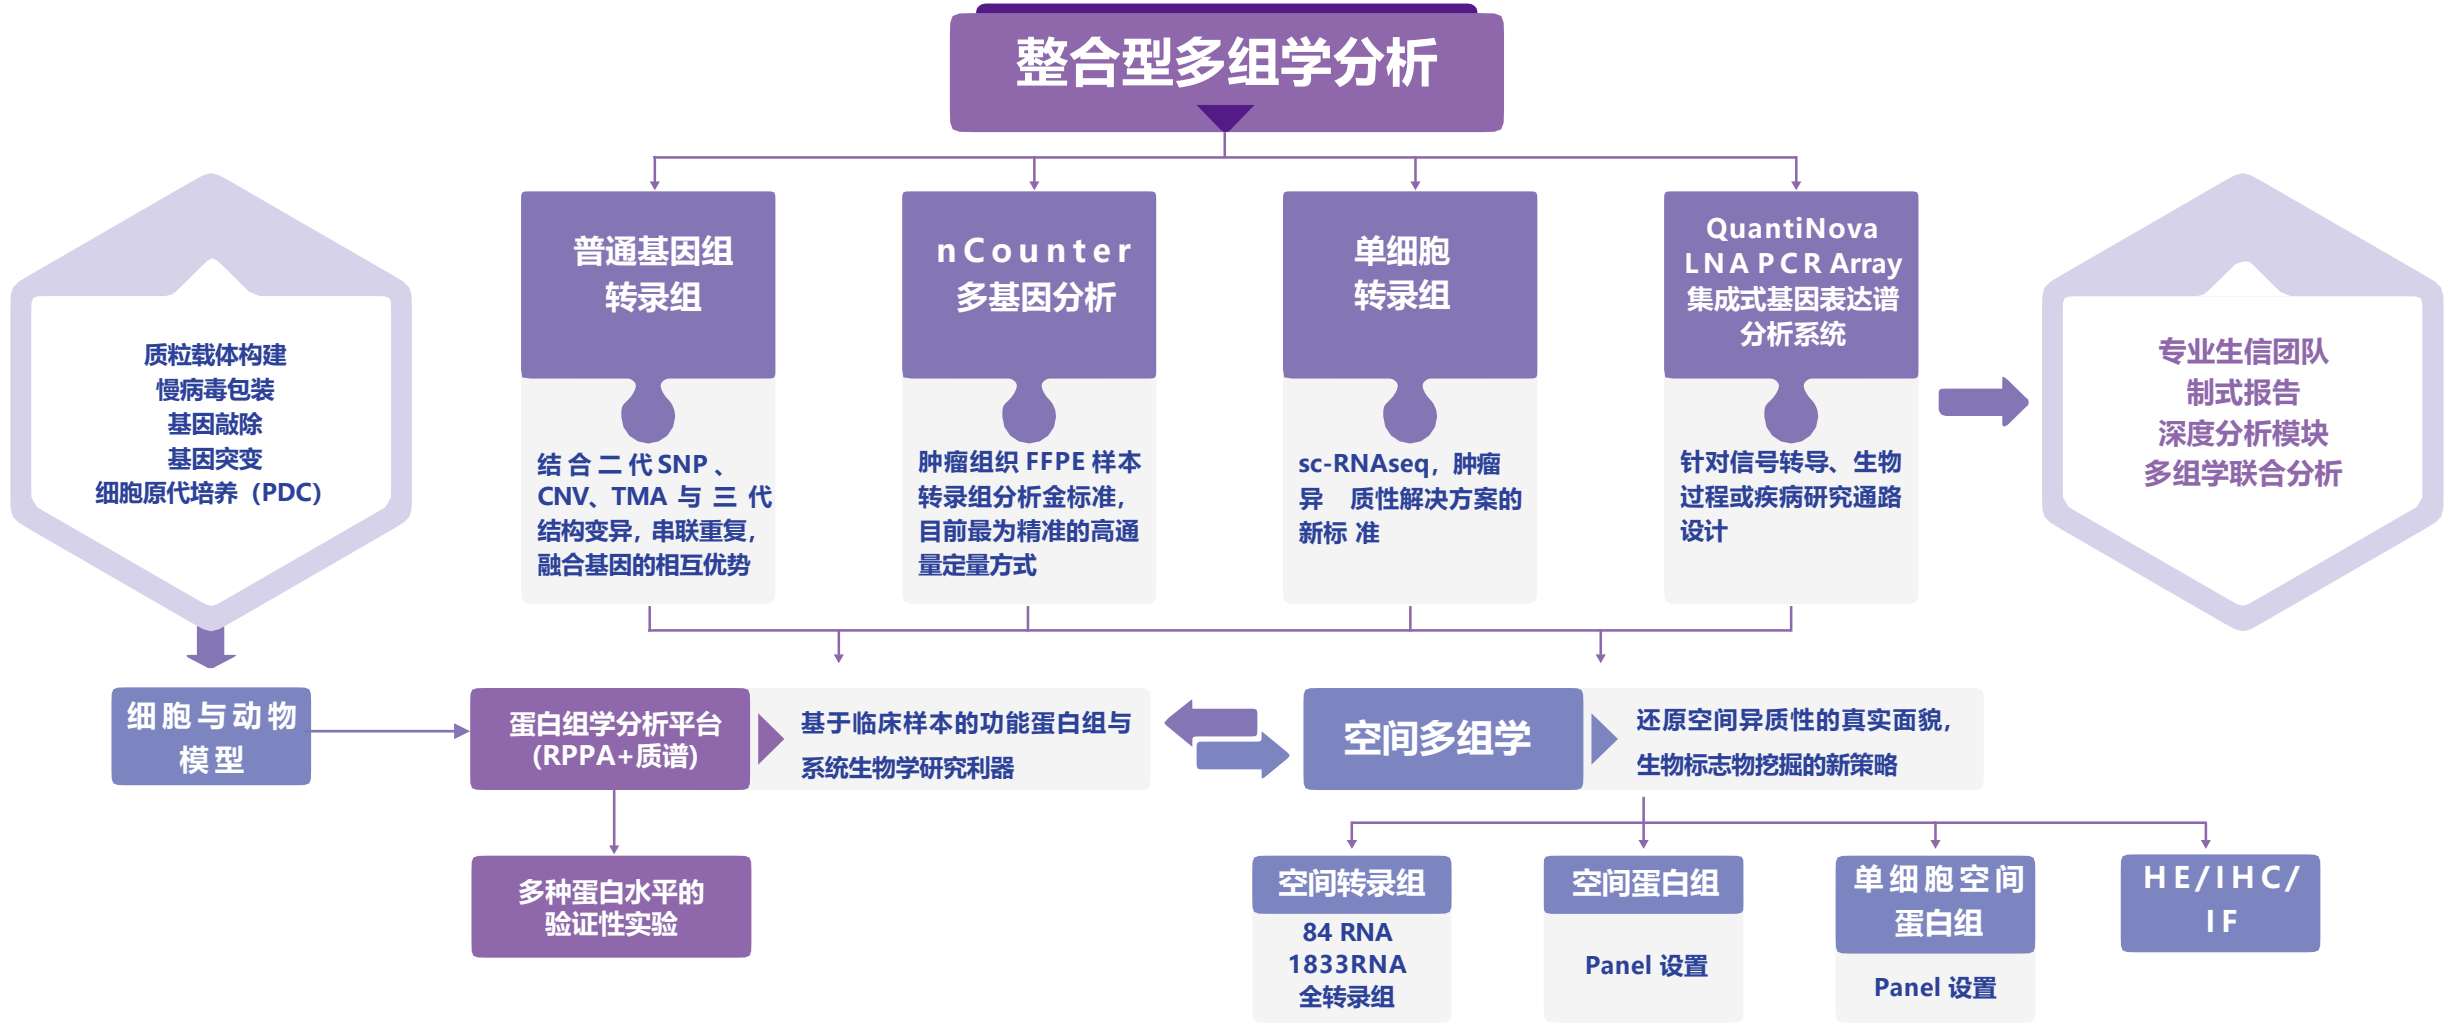 整合型多组学分析
质粒载体构建
慢病毒包装
基因敲除
基因突变
细胞原代培养（PDC）
普通基因组
转录组
结合二代SNP、
CNV、TMA 与 三 代
结构变异，串联重复，
融合基因的相互优势
nCounter
多基因分析
肿瘤组织 FFPE 样本
转录组分析金标准，
目前最为精准的高通
量定量方式
单细胞
转录组
sc-RNAseq，肿瘤
异 质性解决方案的
新标 准
QuantiNova
LNA PCR Array
集成式基因表达谱
分析系统
针对信号转导、生物
过程或疾病研究通路
设计
专业生信团队
制式报告
深度分析模块
多组学联合分析
细胞与动物
模型
蛋白组学分析平台
(RPPA+质谱)
基于临床样本的功能蛋白组与
系统生物学研究利器
空间多组学
还原空间异质性的真实面貌，
生物标志物挖掘的新策略
多种蛋白水平的
验证性实验
空间转录组
84 RNA
1833RNA
全转录组
空间蛋白组
Panel 设置
单细胞空间
蛋白组
Panel 设置
HE/IHC/
IF